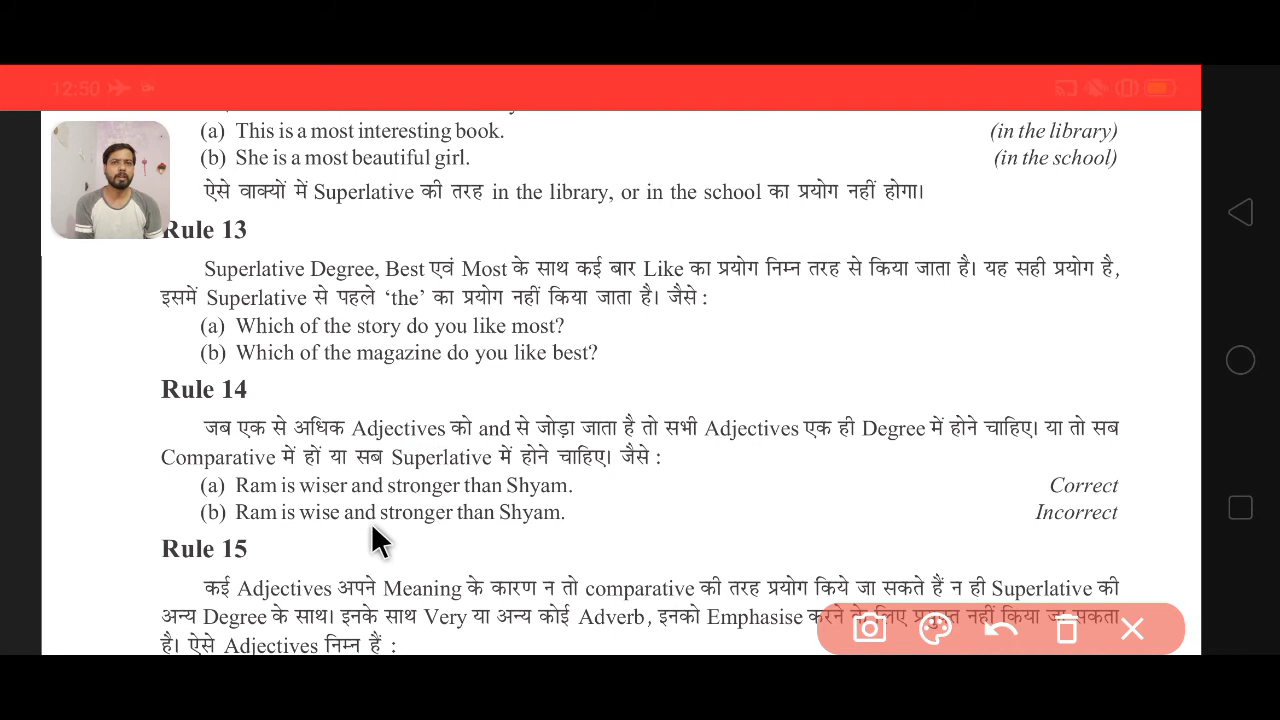 12:50
(a) This is a most interesting book. (in the library)
(b) She is a most beautiful girl. (in the school)
ऐसे वाक्यों में Superlative की तरह in the library, or in the school का प्रयोग नहीं होगा।
Rule 13
Superlative Degree, Best एवं Most के साथ कई बार Like का प्रयोग निम्न तरह से किया जाता है। यह सही प्रयोग है,
इसमें Superlative से पहले ‘the’ का प्रयोग नहीं किया जाता है। जैसे :
(a) Which of the story do you like most?
(b) Which of the magazine do you like best?
Rule 14
जब एक से अधिक Adjectives को and से जोड़ा जाता है तो सभी Adjectives एक ही Degree में होने चाहिए। या तो सब
Comparative में हों या सब Superlative में होने चाहिए। जैसे :
(a) Ram is wiser and stronger than Shyam. Correct
(b) Ram is wise and stronger than Shyam. Incorrect
Rule 15
कई Adjectives अपने Meaning के कारण न तो comparative की तरह प्रयोग किये जा सकते हैं न ही Superlative की
अन्य Degree के साथ। इनके साथ Very या अन्य कोई Adverb, इनको Emphasise करने के लिए प्रयुक्त नहीं किया जा सकता
है। ऐसे Adjectives निम्न हैं :